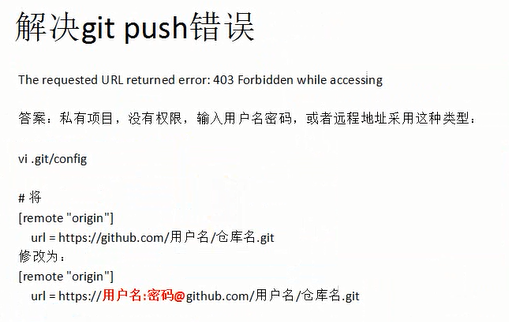 解决git push错误
The requested URL returned error: 403 Forbidden while accessing
答案：私有项目，没有权限，输入用户名密码，或者远程地址采用这种类型：
vi .git/config
# 将
[remote "origin"]
url = https://github.com/用户名/仓库名.git
修改为：
[remote "origin"]
url = https://用户名:密码@github.com/用户名/仓库名.git